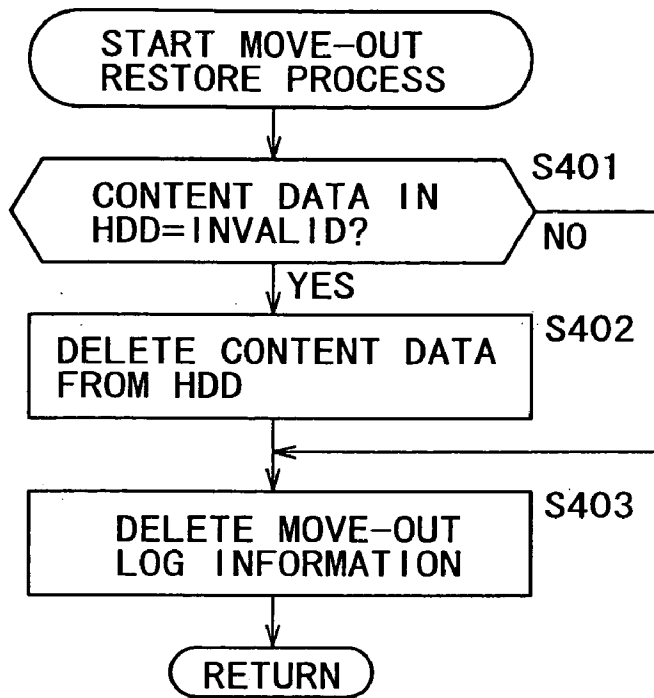 START MOVE-OUT
RESTORE PROCESS
S401
CONTENT DATA IN
HDD=INVALID?
NO
YES
S402
DELETE CONTENT DATA
FROM HDD
S403
DELETE MOVE-OUT
LOG INFORMATION
RETURN